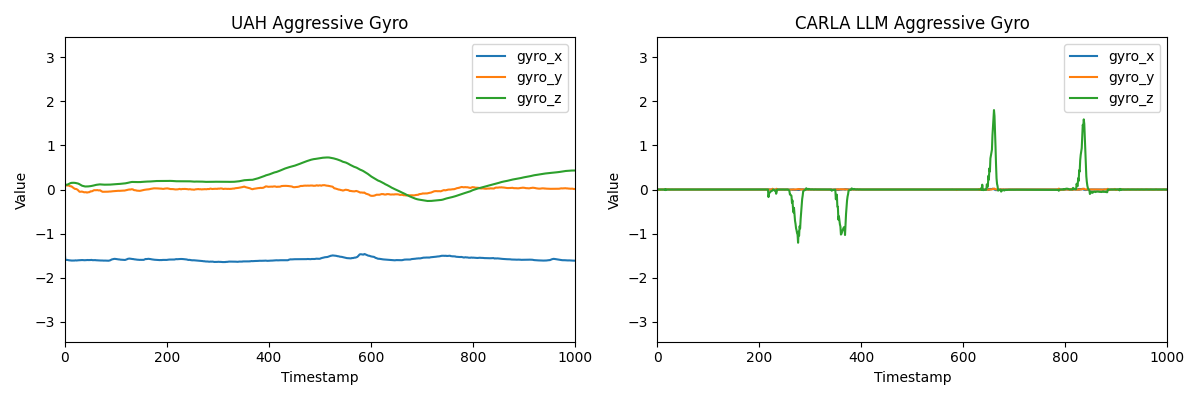 UAH Aggressive Gyro
3
2
1
0
−1
−2
−3
Value
gyro_x
gyro_y
gyro_z
0 200 400 600 800 1000
Timestamp
CARLA LLM Aggressive Gyro
3
2
1
0
−1
−2
−3
Value
gyro_x
gyro_y
gyro_z
0 200 400 600 800 1000
Timestamp